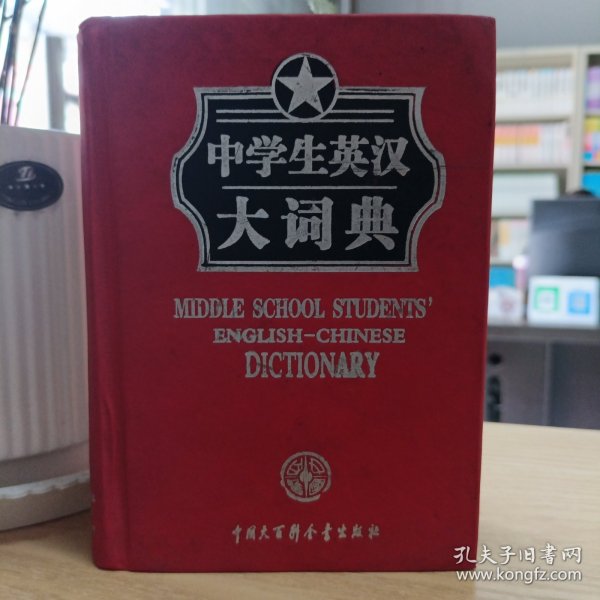 中学生英汉
大词典
MIDDLE SCHOOL STUDENTS'
ENGLISH-CHINESE
DICTIONARY
中国大百科全书出版社
孔夫子旧书网
www.kongfz.com